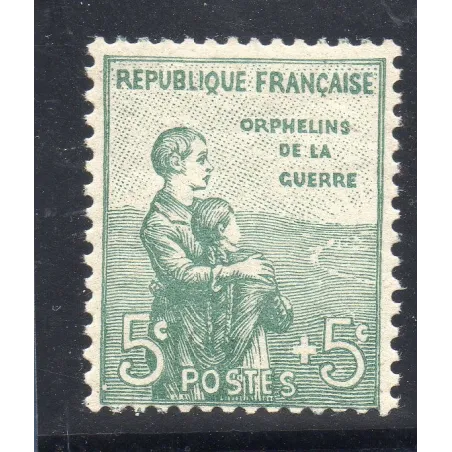 REPUBLIQUE FRANÇAISE
ORPHELINS
DE LA
GUERRE
5c +5c
POSTES